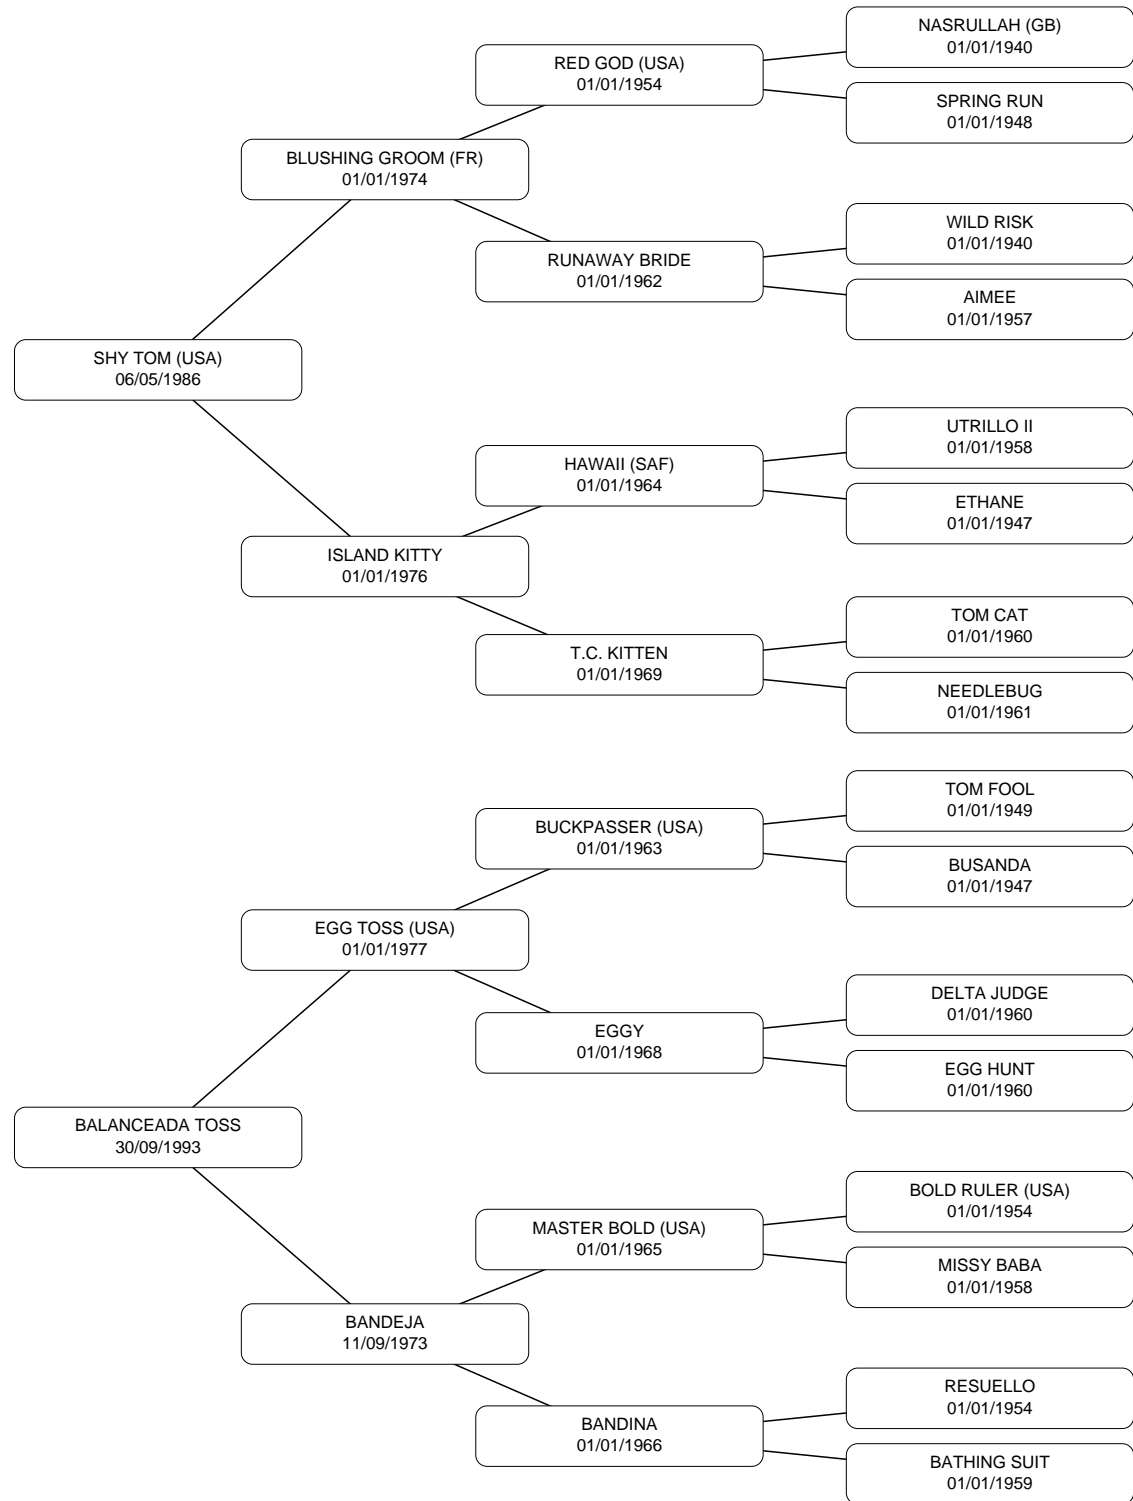 NASRULLAH (GB)
01/01/1940
RED GOD (USA)
01/01/1954
SPRING RUN
01/01/1948
BLUSHING GROOM (FR)
01/01/1974
WILD RISK
01/01/1940
RUNAWAY BRIDE
01/01/1962
AIMEE
01/01/1957
SHY TOM (USA)
06/05/1986
UTRILLO II
01/01/1958
HAWAII (SAF)
01/01/1964
ETHANE
01/01/1947
ISLAND KITTY
01/01/1976
TOM CAT
01/01/1960
T.C. KITTEN
01/01/1969
NEEDLEBUG
01/01/1961
TOM FOOL
01/01/1949
BUCKPASSER (USA)
01/01/1963
BUSANDA
01/01/1947
EGG TOSS (USA)
01/01/1977
DELTA JUDGE
01/01/1960
EGGY
01/01/1968
EGG HUNT
01/01/1960
BALANCEADA TOSS
30/09/1993
BOLD RULER (USA)
01/01/1954
MASTER BOLD (USA)
01/01/1965
MISSY BABA
01/01/1958
BANDEJA
11/09/1973
RESUELLO
01/01/1954
BANDINA
01/01/1966
BATHING SUIT
01/01/1959